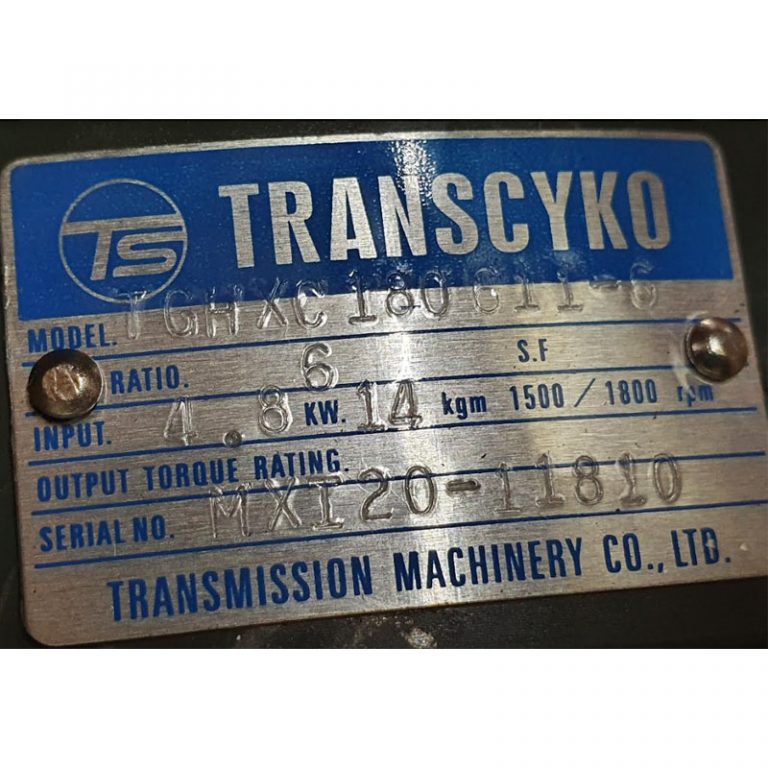 TS TRANSCYKO
MODEL. TGHXC180611-6
RATIO. 6 S.F
INPUT. 4.8 KW. 14 kgm 1500 / 1800 rpm
OUTPUT TORQUE RATING.
SERIAL NO. MXI20-11810
TRANSMISSION MACHINERY CO., LTD.